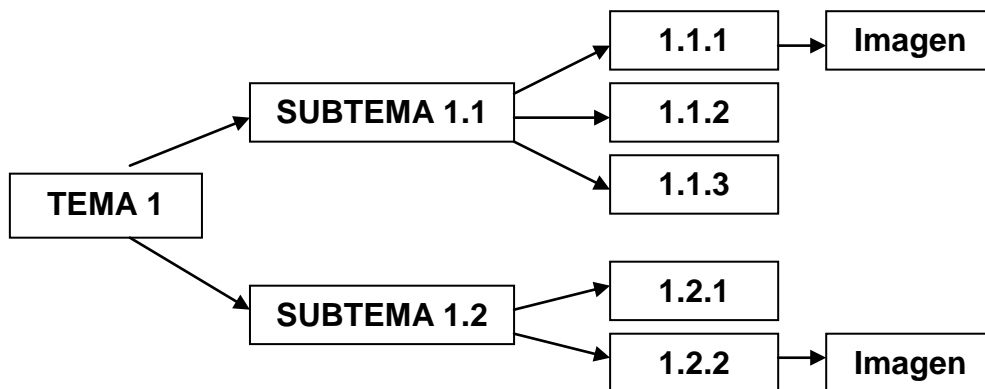 TEMA 1
SUBTEMA 1.1
1.1.1
Imagen
1.1.2
1.1.3
SUBTEMA 1.2
1.2.1
1.2.2
Imagen